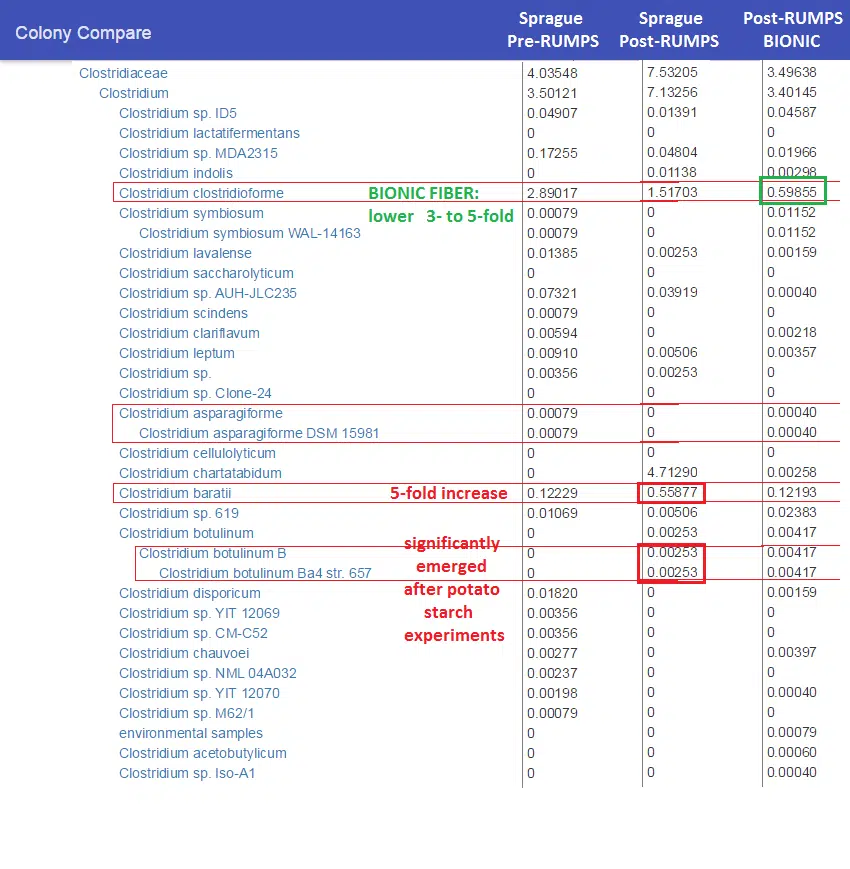 Colony Compare
Sprague Pre-RUMPS
Sprague Post-RUMPS
Post-RUMPS BIONIC
Clostridiaceae 4.03548 7.53205 3.49638
Clostridium 3.50121 7.13256 3.40145
Clostridium sp. ID5 0.04907 0.01391 0.04587
Clostridium lactatifermentans 0 0 0
Clostridium sp. MDA2315 0.17255 0.04804 0.01966
Clostridium indolis 0 0.01138 0.00298
Clostridium clostridioforme BIONIC FIBER: 2.89017 1.51703 0.59855
Clostridium symbiosum lower 3- to 5-fold 0.00079 0 0.01152
Clostridium symbiosum WAL-14163 0.00079 0 0.01152
Clostridium lavalense 0.01385 0.00253 0.00159
Clostridium saccharolyticum 0 0 0
Clostridium sp. AUH-JLC235 0.07321 0.03919 0.00040
Clostridium scindens 0.00079 0 0
Clostridium clariflavum 0.00594 0 0.00218
Clostridium leptum 0.00910 0.00506 0.00357
Clostridium sp. 0.00356 0.00253 0
Clostridium sp. Clone-24 0 0 0
Clostridium asparagiforme 0.00079 0 0.00040
Clostridium asparagiforme DSM 15981 0.00079 0 0.00040
Clostridium cellulolyticum 0 0 0
Clostridium chartatabidum 0 4.71290 0.00258
Clostridium baratii 5-fold increase 0.12229 0.55877 0.12193
Clostridium sp. 619 0.01069 0.00506 0.02383
Clostridium botulinum 0 0.00253 0.00417
significantly
Clostridium botulinum B 0 0.00253 0.00417
emerged
Clostridium botulinum Ba4 str. 657 0 0.00253 0.00417
after potato
Clostridium disporicum 0.01820 0 0.00159
starch
Clostridium sp. YIT 12069 0.00356 0 0
experiments
Clostridium sp. CM-C52 0.00356 0 0
Clostridium chauvoei 0.00277 0 0.00397
Clostridium sp. NML 04A032 0.00237 0 0
Clostridium sp. YIT 12070 0.00198 0 0.00040
Clostridium sp. M62/1 0.00079 0 0
environmental samples 0 0 0.00079
Clostridium acetobutylicum 0 0 0.00060
Clostridium sp. Iso-A1 0 0 0.00040